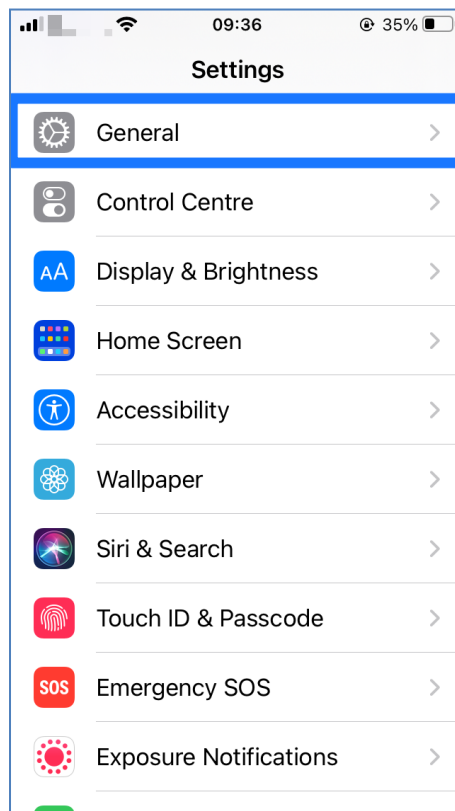 09:36
35%
Settings
General
Control Centre
AA Display & Brightness
Home Screen
Accessibility
Wallpaper
Siri & Search
Touch ID & Passcode
SOS Emergency SOS
Exposure Notifications